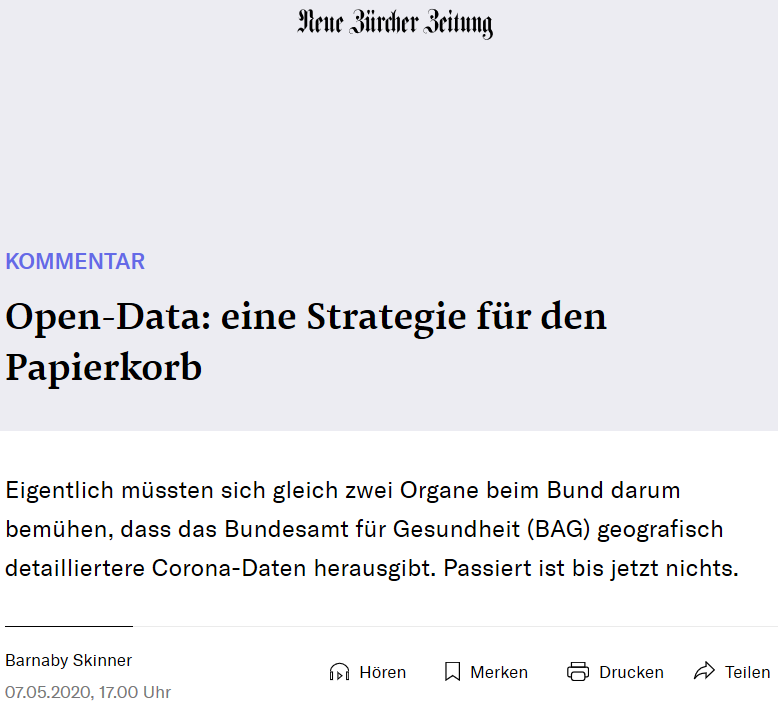 Neue Zürcher Zeitung
KOMMENTAR
Open-Data: eine Strategie für den
Papierkorb
Eigentlich müssten sich gleich zwei Organe beim Bund darum
bemühen, dass das Bundesamt für Gesundheit (BAG) geografisch
detailliertere Corona-Daten herausgibt. Passiert ist bis jetzt nichts.
Barnaby Skinner
07.05.2020, 17.00 Uhr
Hören Merken Drucken Teilen